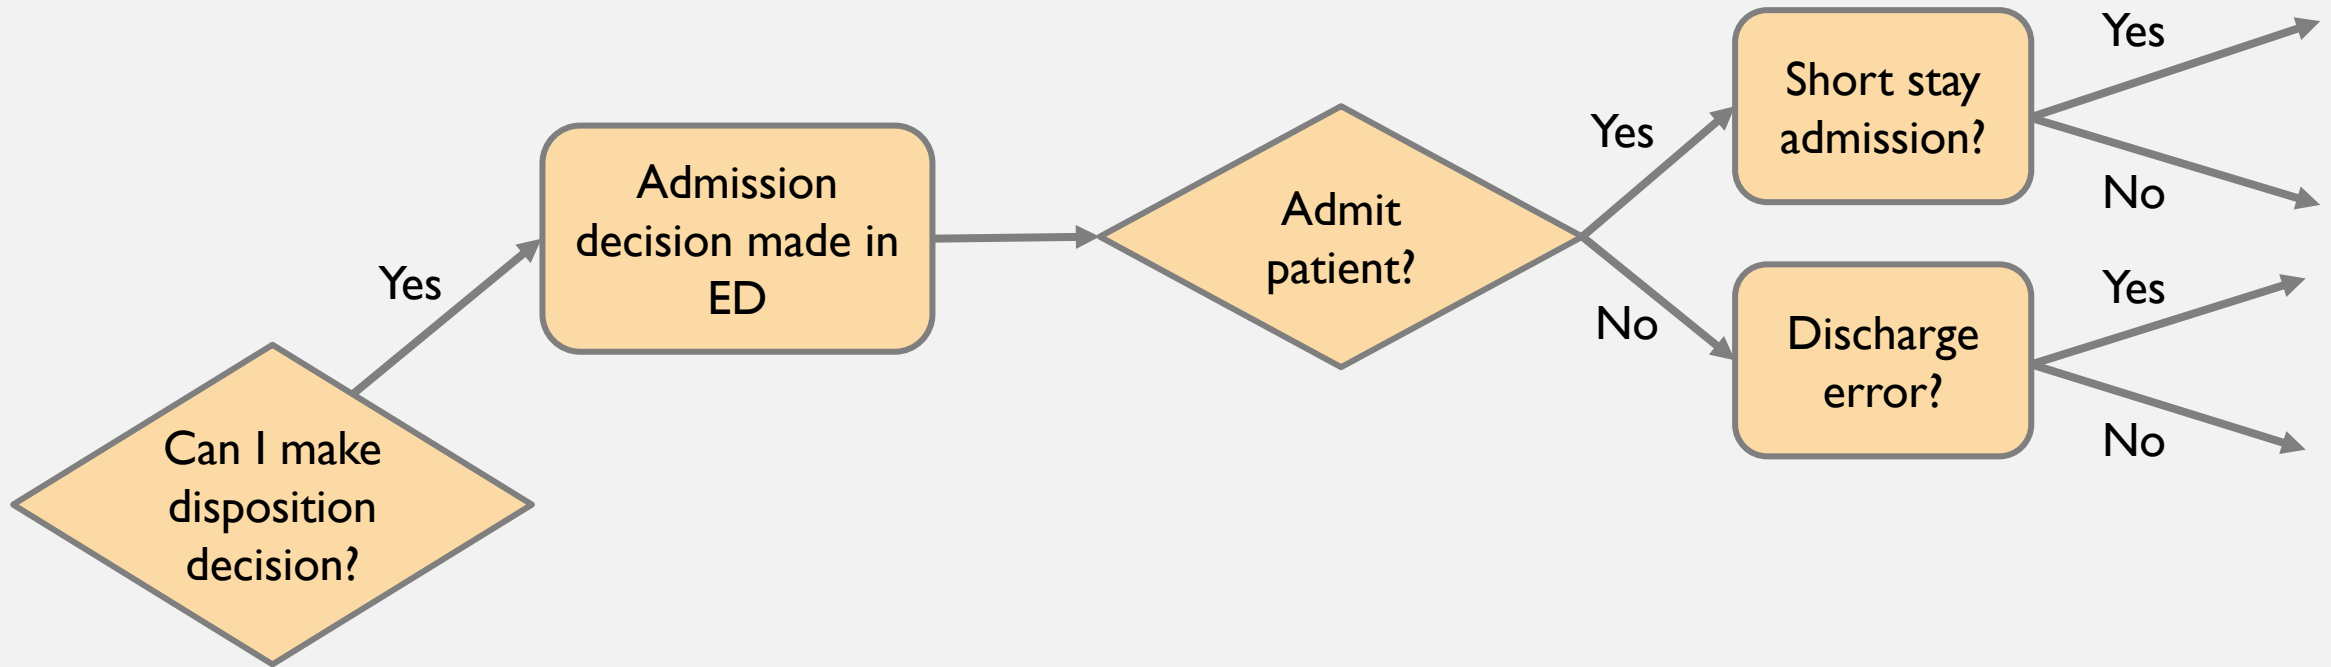 Can I make
disposition
decision?
Yes
Admission
decision made in
ED
Admit
patient?
Yes
No
Short stay
admission?
Yes
No
Discharge
error?
Yes
No